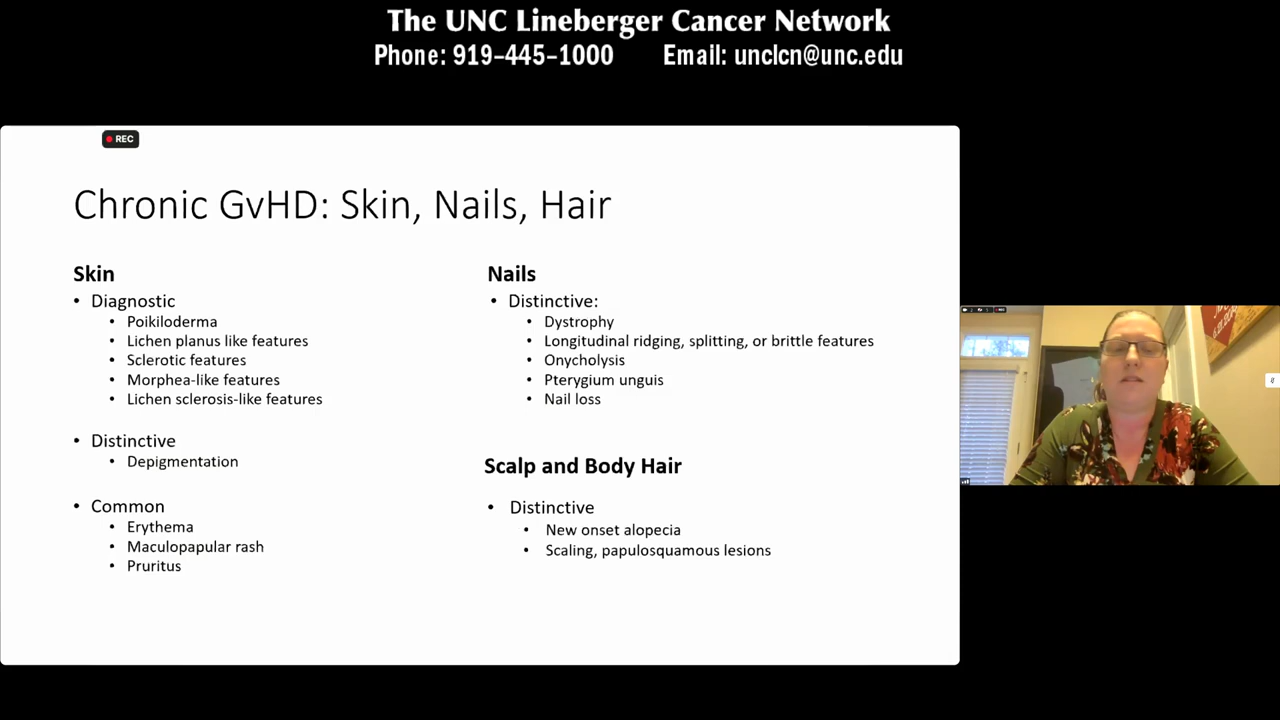 The UNC Lineberger Cancer Network
Phone: 919-445-1000 Email: unclcn@unc.edu
REC
Chronic GvHD: Skin, Nails, Hair
Skin
• Diagnostic
• Poikiloderma
• Lichen planus like features
• Sclerotic features
• Morphea-like features
• Lichen sclerosis-like features
• Distinctive
• Depigmentation
• Common
• Erythema
• Maculopapular rash
• Pruritus
Nails
• Distinctive:
• Dystrophy
• Longitudinal ridging, splitting, or brittle features
• Onycholysis
• Pterygium unguis
• Nail loss
Scalp and Body Hair
• Distinctive
• New onset alopecia
• Scaling, papulosquamous lesions